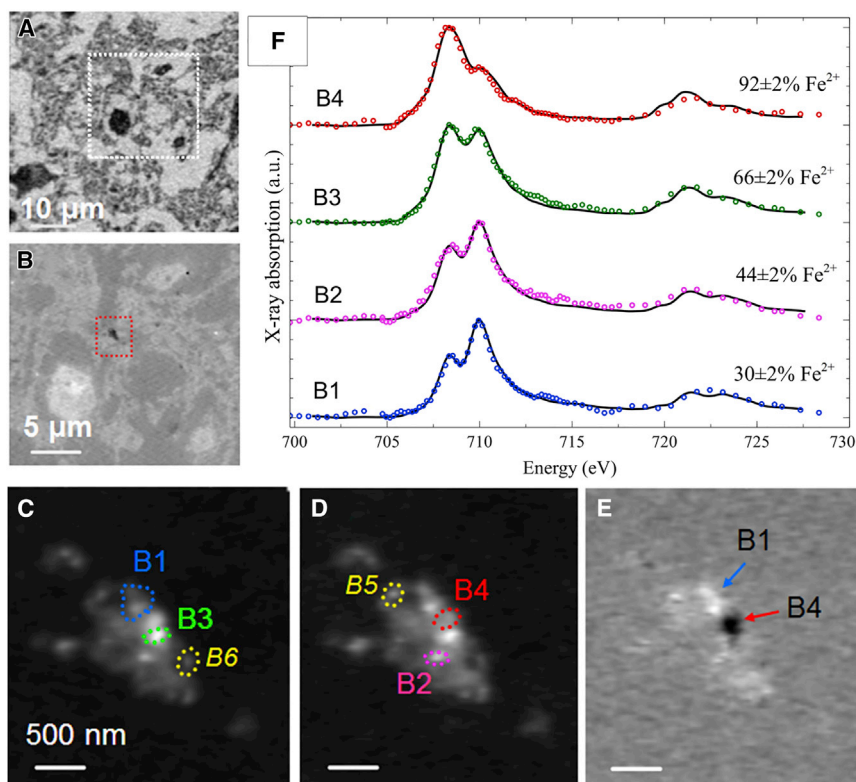 A
10 µm
B
5 µm
F
X-ray absorption (a.u.)
B4
92±2% Fe²⁺
B3
66±2% Fe²⁺
B2
44±2% Fe²⁺
B1
30±2% Fe²⁺
700 705 710 715 720 725 730
Energy (eV)
C
B1
B3
B6
500 nm
D
B5
B4
B2
E
B1
B4